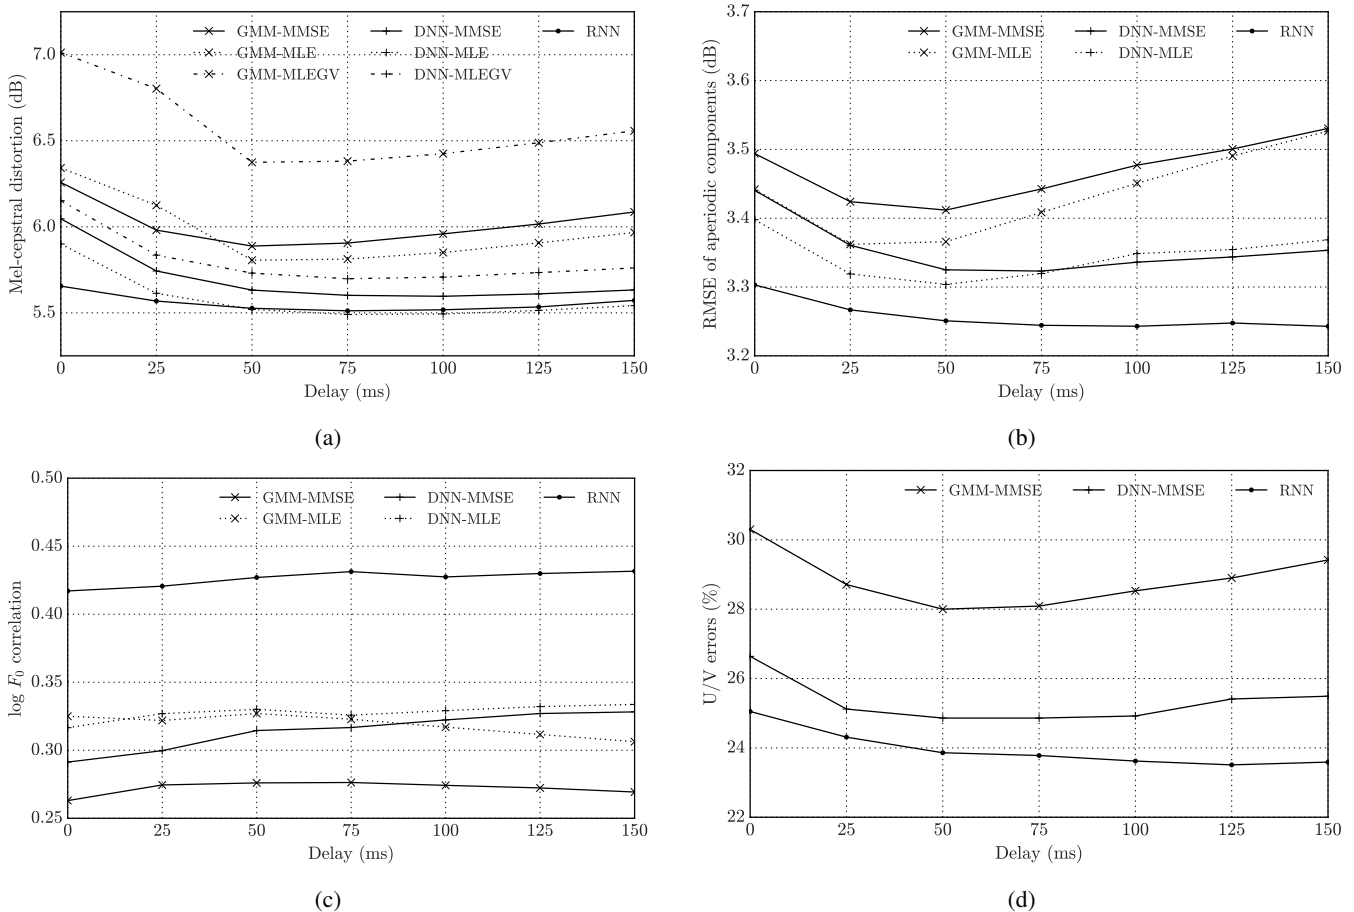 GMM-MMSE DNN-MMSE RNN
GMM-MLE DNN-MLE
GMM-MLEGV DNN-MLEGV
7.0
6.5
6.0
5.5
Mel-cepstral distortion (dB)
0 25 50 75 100 125 150
Delay (ms)
(a)
GMM-MMSE DNN-MMSE RNN
GMM-MLE DNN-MLE
3.7
3.6
3.5
3.4
3.3
3.2
RMSE of aperiodic components (dB)
0 25 50 75 100 125 150
Delay (ms)
(b)
GMM-MMSE DNN-MMSE RNN
GMM-MLE DNN-MLE
0.50
0.45
0.40
0.35
0.30
0.25
log F₀ correlation
0 25 50 75 100 125 150
Delay (ms)
(c)
GMM-MMSE DNN-MMSE RNN
32
30
28
26
24
22
U/V errors (%)
0 25 50 75 100 125 150
Delay (ms)
(d)